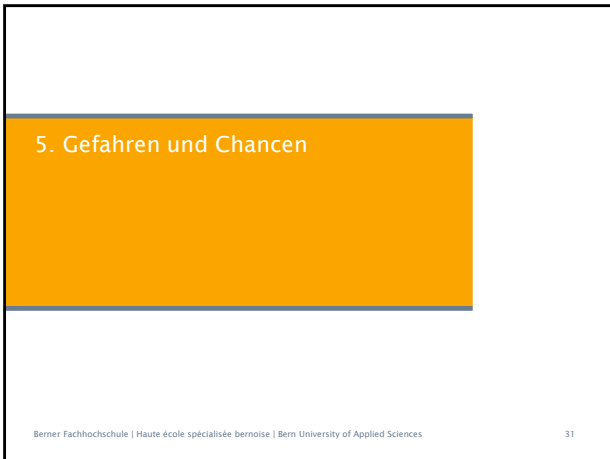 5. Gefahren und Chancen
Berner Fachhochschule | Haute école spécialisée bernoise | Bern University of Applied Sciences 31